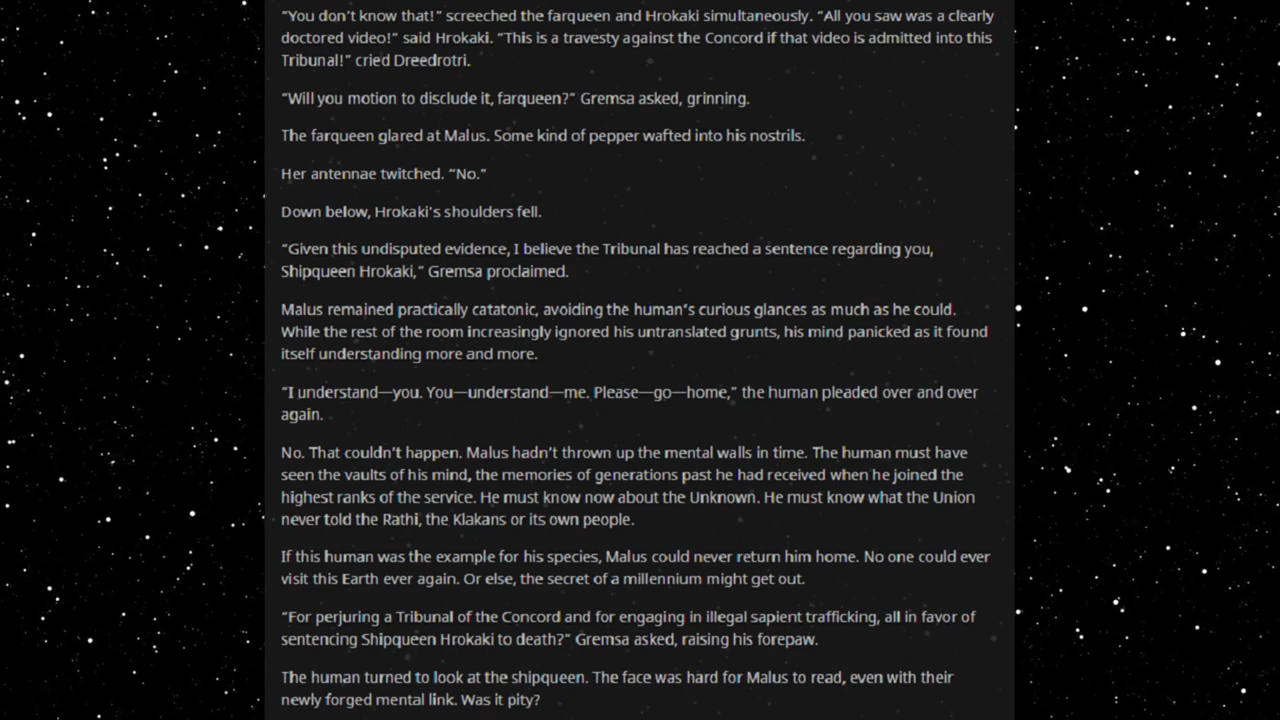 “You don’t know that!” screeched the farqueen and Hrokaki simultaneously. “All you saw was a clearly
doctored video!” said Hrokaki. “This is a travesty against the Concord if that video is admitted into this
Tribunal!” cried Dreedrotri.
“Will you motion to disclude it, farqueen?” Gremsa asked, grinning.
The farqueen glared at Malus. Some kind of pepper wafted into his nostrils.
Her antennae twitched. “No.”
Down below, Hrokaki’s shoulders fell.
“Given this undisputed evidence, I believe the Tribunal has reached a sentence regarding you,
Shipqueen Hrokaki,” Gremsa proclaimed.
Malus remained practically catatonic, avoiding the human’s curious glances as much as he could.
While the rest of the room increasingly ignored his untranslated grunts, his mind panicked as it found
itself understanding more and more.
“I understand—you. You—understand—me. Please—go—home,” the human pleaded over and over
again.
No. That couldn’t happen. Malus hadn’t thrown up the mental walls in time. The human must have
seen the vaults of his mind, the memories of generations past he had received when he joined the
highest ranks of the service. He must know now about the Unknown. He must know what the Union
never told the Rathi, the Klakans or its own people.
If this human was the example for his species, Malus could never return him home. No one could ever
visit this Earth ever again. Or else, the secret of a millennium might get out.
“For perjuring a Tribunal of the Concord and for engaging in illegal sapient trafficking, all in favor of
sentencing Shipqueen Hrokaki to death?” Gremsa asked, raising his forepaw.
The human turned to look at the shipqueen. The face was hard for Malus to read, even with their
newly forged mental link. Was it pity?